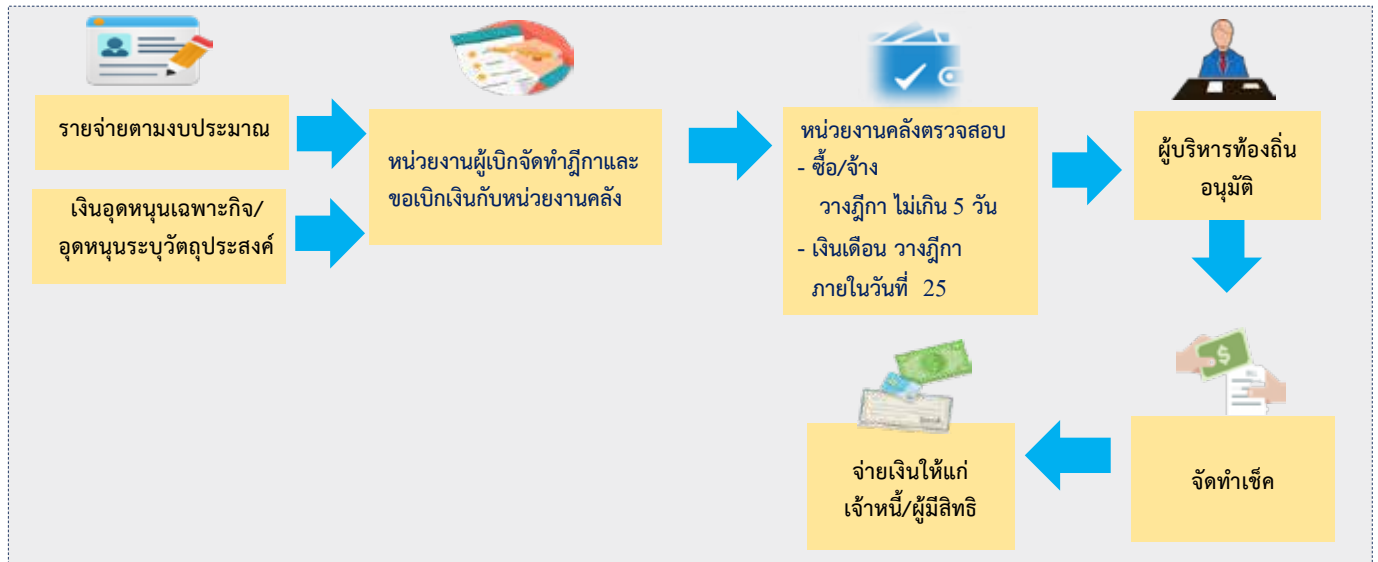 รายจ่ายตามงบประมาณ
เงินอุดหนุนเฉพาะกิจ/
อุดหนุนระบุวัตถุประสงค์
หน่วยงานผู้เบิกจัดทำฎีกาและ
ขอเบิกเงินกับหน่วยงานคลัง
หน่วยงานคลังตรวจสอบ
- ซื้อ/จ้าง
วางฎีกา ไม่เกิน 5 วัน
- เงินเดือน วางฎีกา
ภายในวันที่ 25
ผู้บริหารท้องถิ่น
อนุมัติ
จัดทำเช็ค
จ่ายเงินให้แก่
เจ้าหนี้/ผู้มีสิทธิ